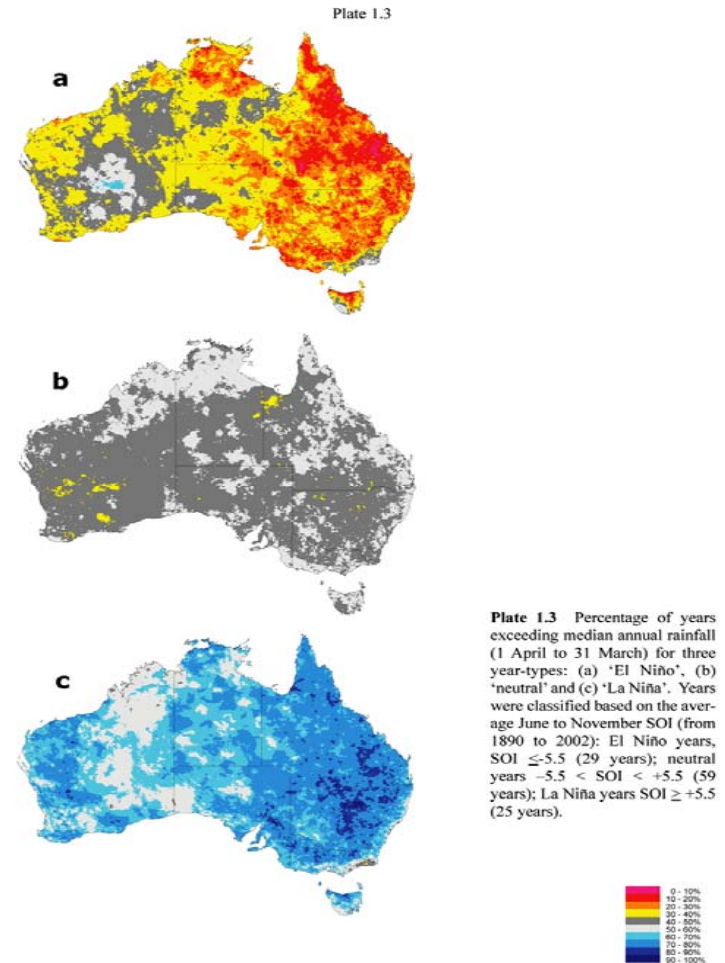 Plate 1.3
a
b
c
Plate 1.3 Percentage of years
exceeding median annual rainfall
(1 April to 31 March) for three
year-types: (a) ‘El Niño’, (b)
‘neutral’ and (c) ‘La Niña’. Years
were classified based on the aver-
age June to November SOI (from
1890 to 2002): El Niño years,
SOI ≤-5.5 (29 years); neutral
years –5.5 < SOI < +5.5 (59
years); La Niña years SOI ≥ +5.5
(25 years).
0 - 10%
10 - 20%
20 - 30%
30 - 40%
40 - 50%
50 - 60%
60 - 70%
70 - 80%
80 - 90%
90 - 100%